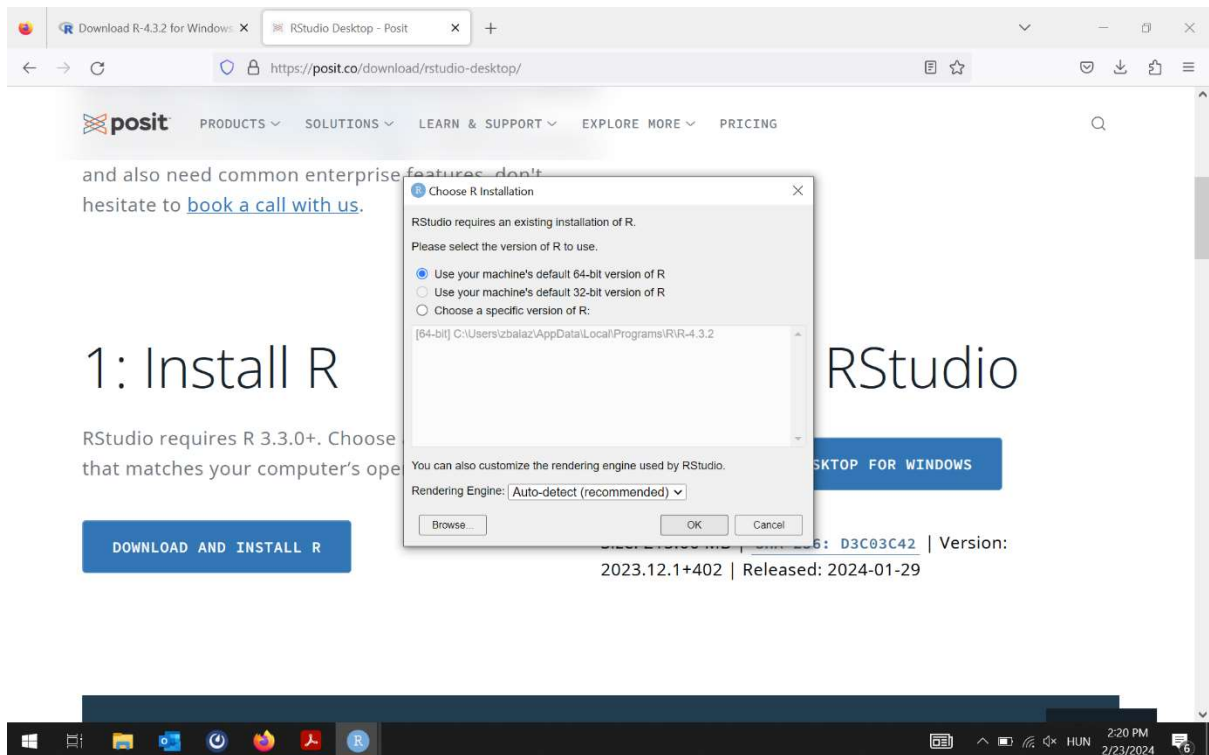 Download R-4.3.2 for Windows
RStudio Desktop - Posit
https://posit.co/download/rstudio-desktop/
posit PRODUCTS SOLUTIONS LEARN & SUPPORT EXPLORE MORE PRICING
and also need common enterprise features, don't
hesitate to book a call with us.
Choose R Installation
RStudio requires an existing installation of R.
Please select the version of R to use.
Use your machine's default 64-bit version of R
Use your machine's default 32-bit version of R
Choose a specific version of R:
[64-bit] C:\Users\zbalaz\AppData\Local\Programs\R\R-4.3.2
You can also customize the rendering engine used by RStudio.
Rendering Engine: Auto-detect (recommended)
Browse... OK Cancel
1: Install R
RStudio requires R 3.3.0+. Choose
that matches your computer's ope
DOWNLOAD AND INSTALL R
RStudio
SKTOP FOR WINDOWS
6: D3C03C42 | Version:
2023.12.1+402 | Released: 2024-01-29
HUN
2:20 PM
2/23/2024
6